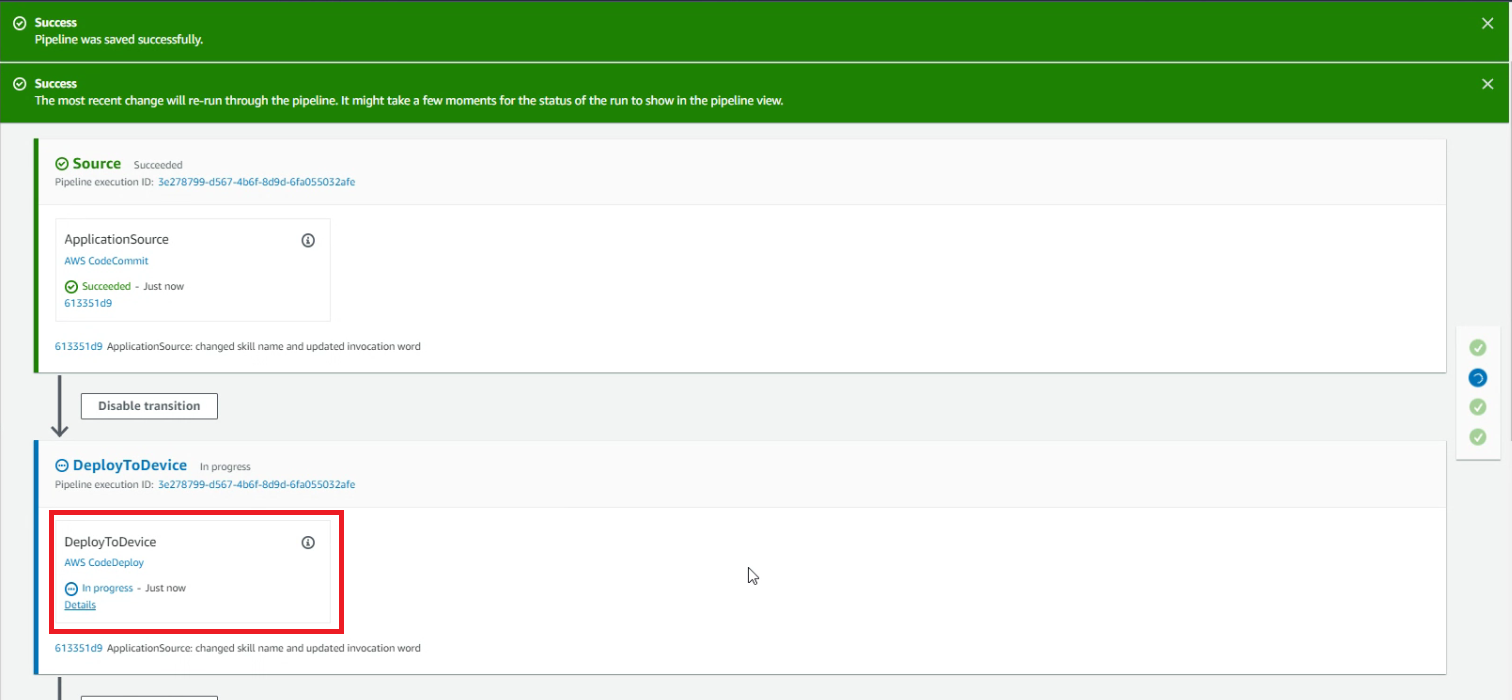 Success
Pipeline was saved successfully.
Success
The most recent change will re-run through the pipeline. It might take a few moments for the status of the run to show in the pipeline view.
Source Succeeded
Pipeline execution ID: 3e278799-d567-4b6f-8d9d-6fa055032afe
ApplicationSource
AWS CodeCommit
Succeeded - Just now
613351d9
613351d9 ApplicationSource: changed skill name and updated invocation word
Disable transition
DeployToDevice In progress
Pipeline execution ID: 3e278799-d567-4b6f-8d9d-6fa055032afe
DeployToDevice
AWS CodeDeploy
In progress - Just now
Details
613351d9 ApplicationSource: changed skill name and updated invocation word